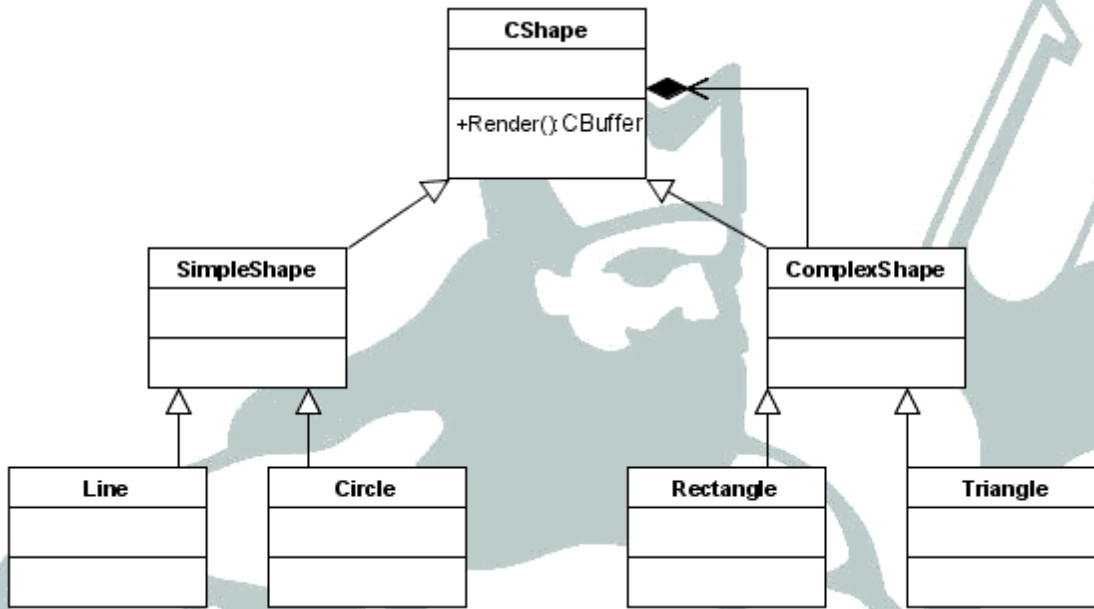 CShape
+Render(): CBuffer
SimpleShape
ComplexShape
Line
Circle
Rectangle
Triangle